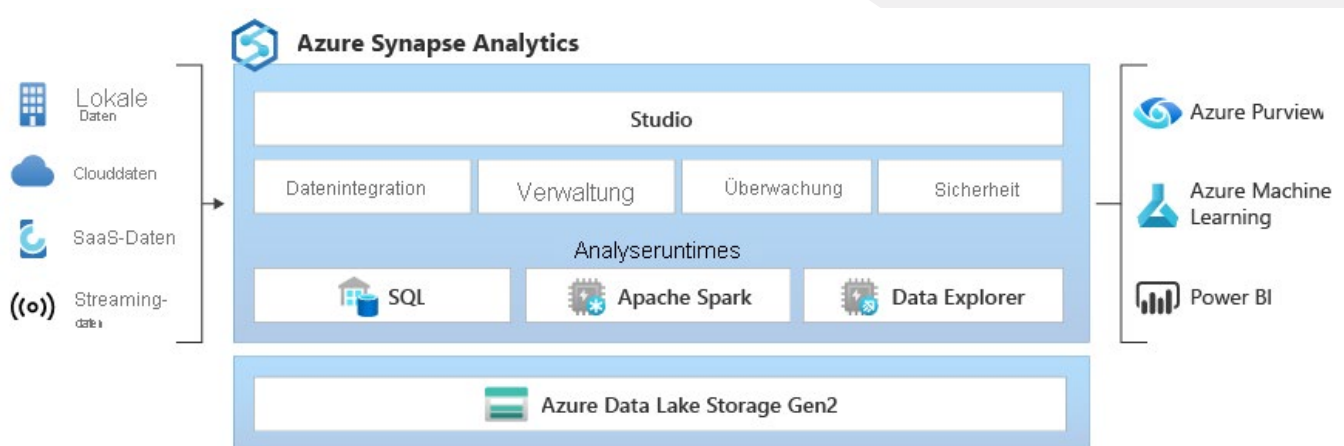 Azure Synapse Analytics
Lokale
Daten
Clouddaten
SaaS-Daten
Streaming-
daten
Studio
Datenintegration
Verwaltung
Überwachung
Sicherheit
Analyseruntimes
SQL
Apache Spark
Data Explorer
Azure Data Lake Storage Gen2
Azure Purview
Azure Machine
Learning
Power BI